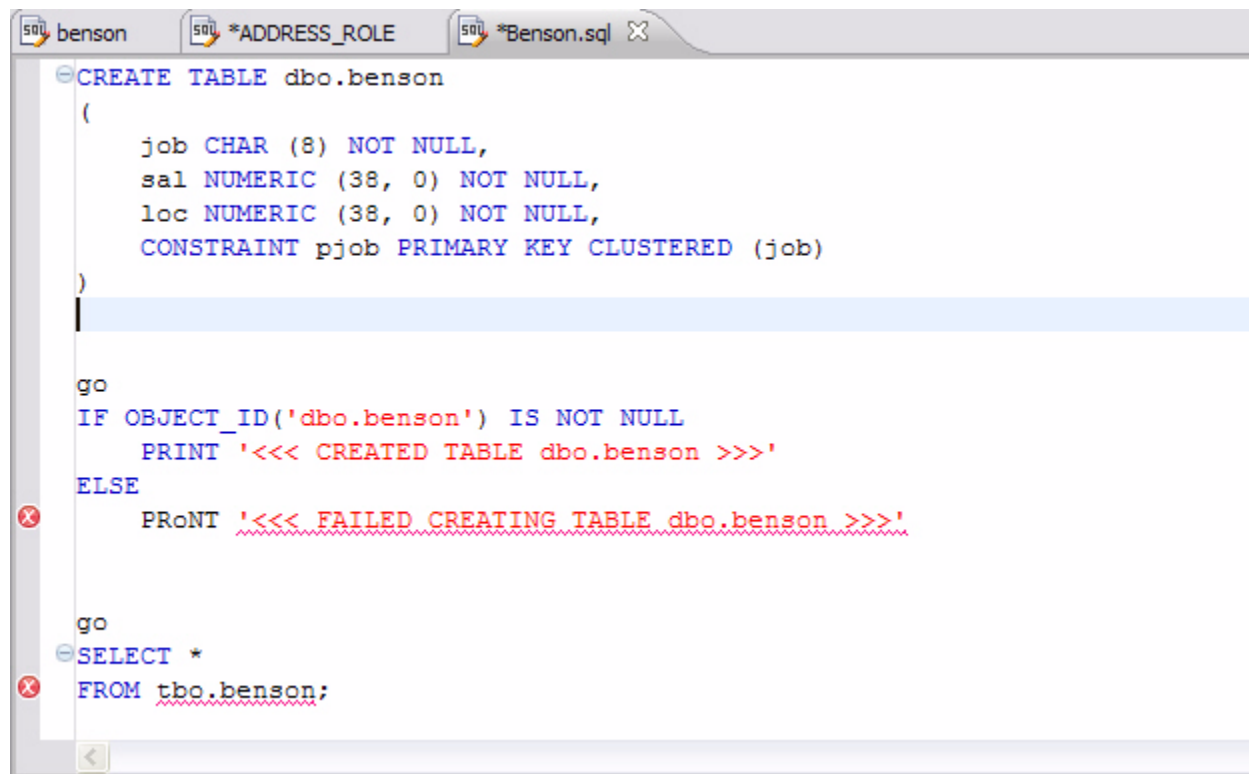 benson *ADDRESS_ROLE *Benson.sql
CREATE TABLE dbo.benson
(
job CHAR (8) NOT NULL,
sal NUMERIC (38, 0) NOT NULL,
loc NUMERIC (38, 0) NOT NULL,
CONSTRAINT pjob PRIMARY KEY CLUSTERED (job)
)
go
IF OBJECT_ID('dbo.benson') IS NOT NULL
PRINT '<<< CREATED TABLE dbo.benson >>>'
ELSE
PRoNT '<<< FAILED CREATING TABLE dbo.benson >>>'
go
SELECT *
FROM tbo.benson;